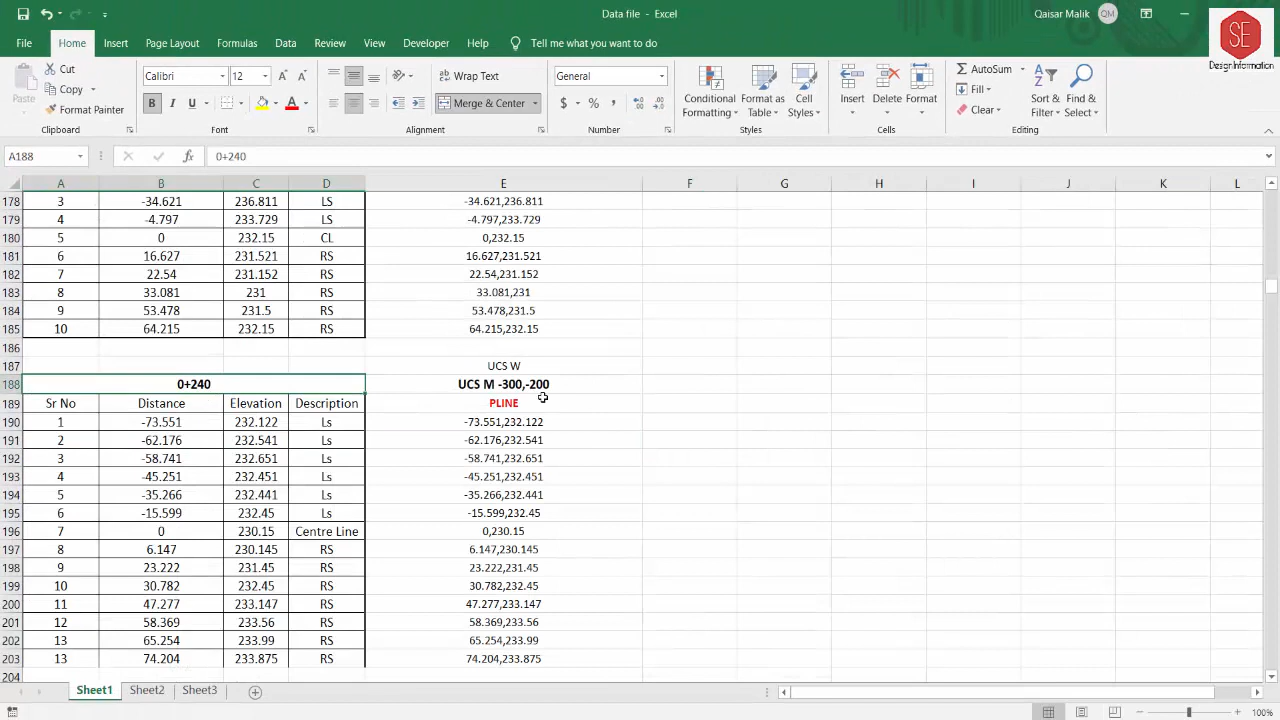 Data file - Excel
Qaisar Malik QM
SE
Design Information
File Home Insert Page Layout Formulas Data Review View Developer Help Tell me what you want to do
Paste
Cut
Copy
Format Painter
Clipboard
Calibri 12
B I U
Font
Wrap Text
Merge & Center
Alignment
General
$ % ,
Number
Conditional Formatting
Format as Table
Cell Styles
Styles
Insert Delete Format
Cells
AutoSum
Fill
Clear
Sort & Filter
Find & Select
Editing
A188 fx 0+240
A B C D E F G H I J K L
178 3 -34.621 236.811 LS -34.621,236.811
179 4 -4.797 233.729 LS -4.797,233.729
180 5 0 232.15 CL 0,232.15
181 6 16.627 231.521 RS 16.627,231.521
182 7 22.54 231.152 RS 22.54,231.152
183 8 33.081 231 RS 33.081,231
184 9 53.478 231.5 RS 53.478,231.5
185 10 64.215 232.15 RS 64.215,232.15
186
187 UCS W
188 0+240 UCS M -300,-200
189 Sr No Distance Elevation Description PLINE
190 1 -73.551 232.122 Ls -73.551,232.122
191 2 -62.176 232.541 Ls -62.176,232.541
192 3 -58.741 232.651 Ls -58.741,232.651
193 4 -45.251 232.451 Ls -45.251,232.451
194 5 -35.266 232.441 Ls -35.266,232.441
195 6 -15.599 232.45 Ls -15.599,232.45
196 7 0 230.15 Centre Line 0,230.15
197 8 6.147 230.145 RS 6.147,230.145
198 9 23.222 231.45 RS 23.222,231.45
199 10 30.782 232.45 RS 30.782,232.45
200 11 47.277 233.147 RS 47.277,233.147
201 12 58.369 233.56 RS 58.369,233.56
202 13 65.254 233.99 RS 65.254,233.99
203 13 74.204 233.875 RS 74.204,233.875
204
Sheet1 Sheet2 Sheet3
100%